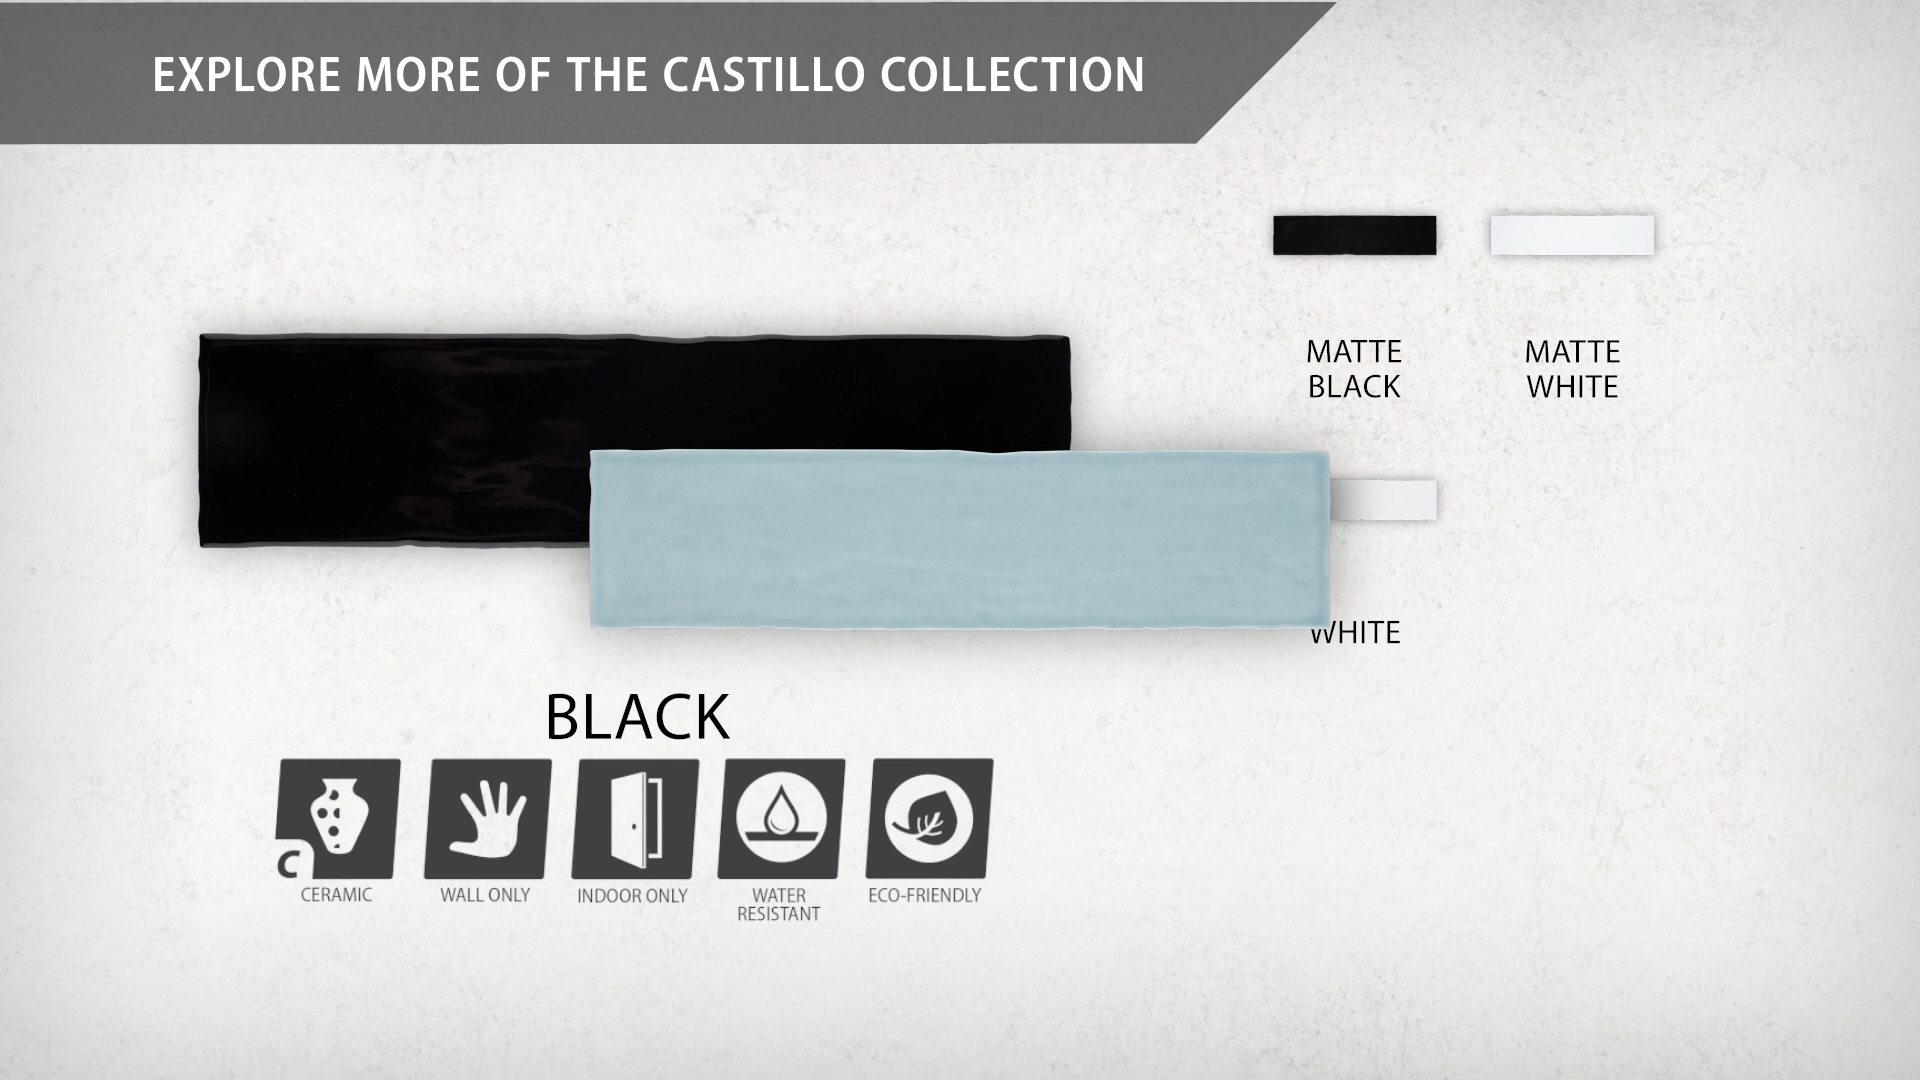 EXPLORE MORE OF THE CASTILLO COLLECTION
MATTE
BLACK
MATTE
WHITE
WHITE
BLACK
C
CERAMIC
WALL ONLY
INDOOR ONLY
WATER
RESISTANT
ECO-FRIENDLY